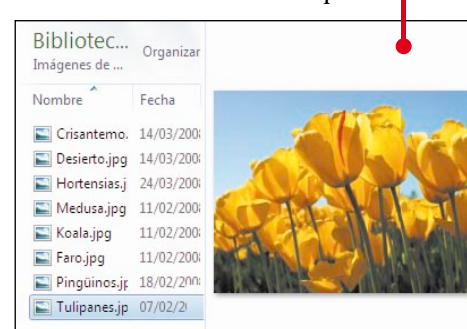 Bibliotec...
Imágenes de ...
Organizar
Nombre Fecha
Crisantemo. 14/03/200
Desierto.jpg 14/03/200
Hortensias.j 24/03/200
Medusa.jpg 11/02/200
Koala.jpg 11/02/200
Faro.jpg 11/02/200
Pingüinos.jp 18/02/200
Tulipanes.jp 07/02/2